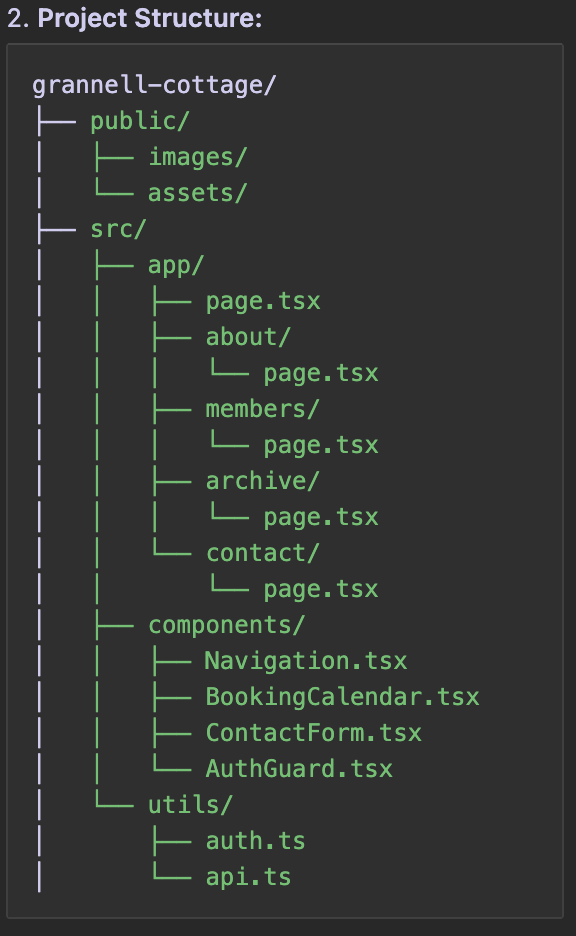 2. Project Structure:
grannell-cottage/
├── public/
│   ├── images/
│   └── assets/
├── src/
│   ├── app/
│   │   ├── page.tsx
│   │   ├── about/
│   │   │   └── page.tsx
│   │   ├── members/
│   │   │   └── page.tsx
│   │   ├── archive/
│   │   │   └── page.tsx
│   │   └── contact/
│   │       └── page.tsx
│   ├── components/
│   │   ├── Navigation.tsx
│   │   ├── BookingCalendar.tsx
│   │   ├── ContactForm.tsx
│   │   └── AuthGuard.tsx
│   └── utils/
│       ├── auth.ts
│       └── api.ts